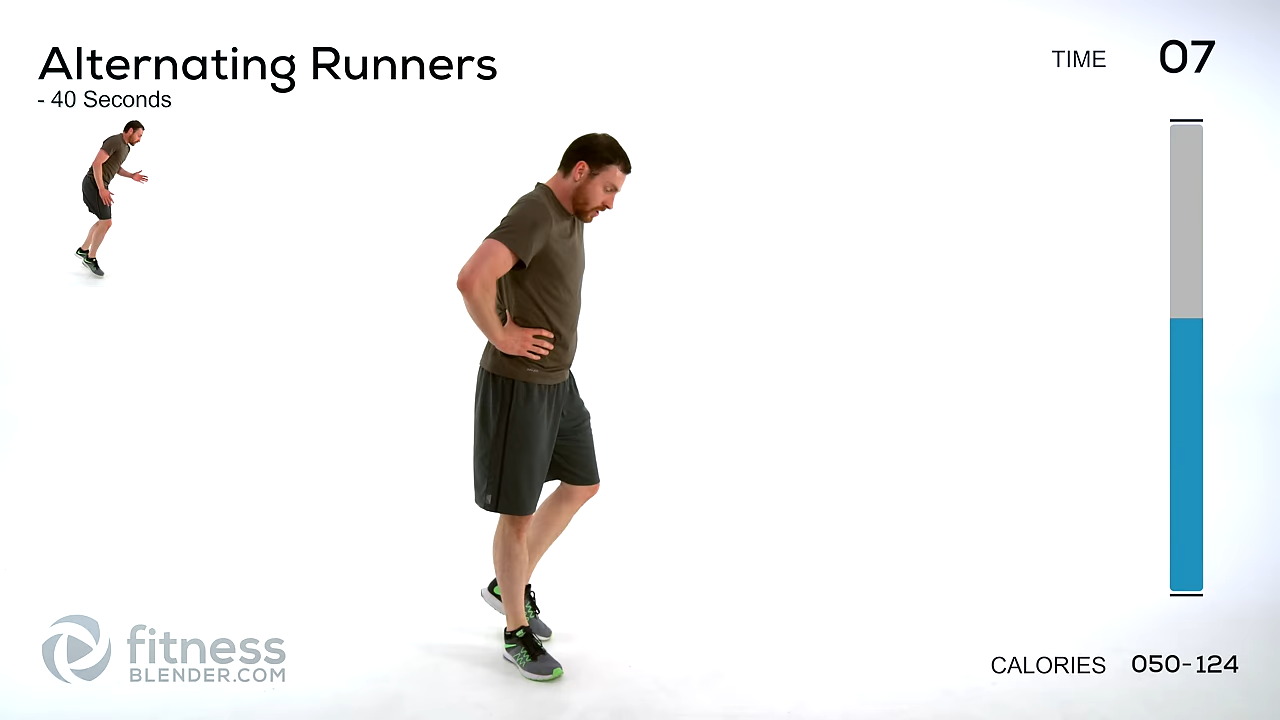 Alternating Runners
- 40 Seconds
TIME 07
CALORIES 050-124
fitness
BLENDER.COM